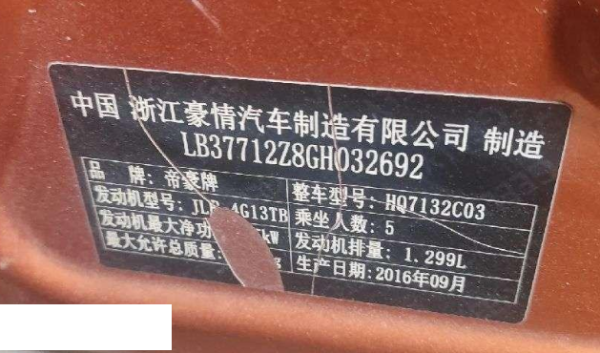 中国 浙江豪情汽车制造有限公司 制造
LB37712Z8GH032692
品 牌: 帝豪牌 整车型号: HQ7132C03
发动机型号: JL 4G13TB 乘坐人数: 5
发动机最大净功 kW 发动机排量: 1.299L
最大允许总质量: 生产日期: 2016年09月